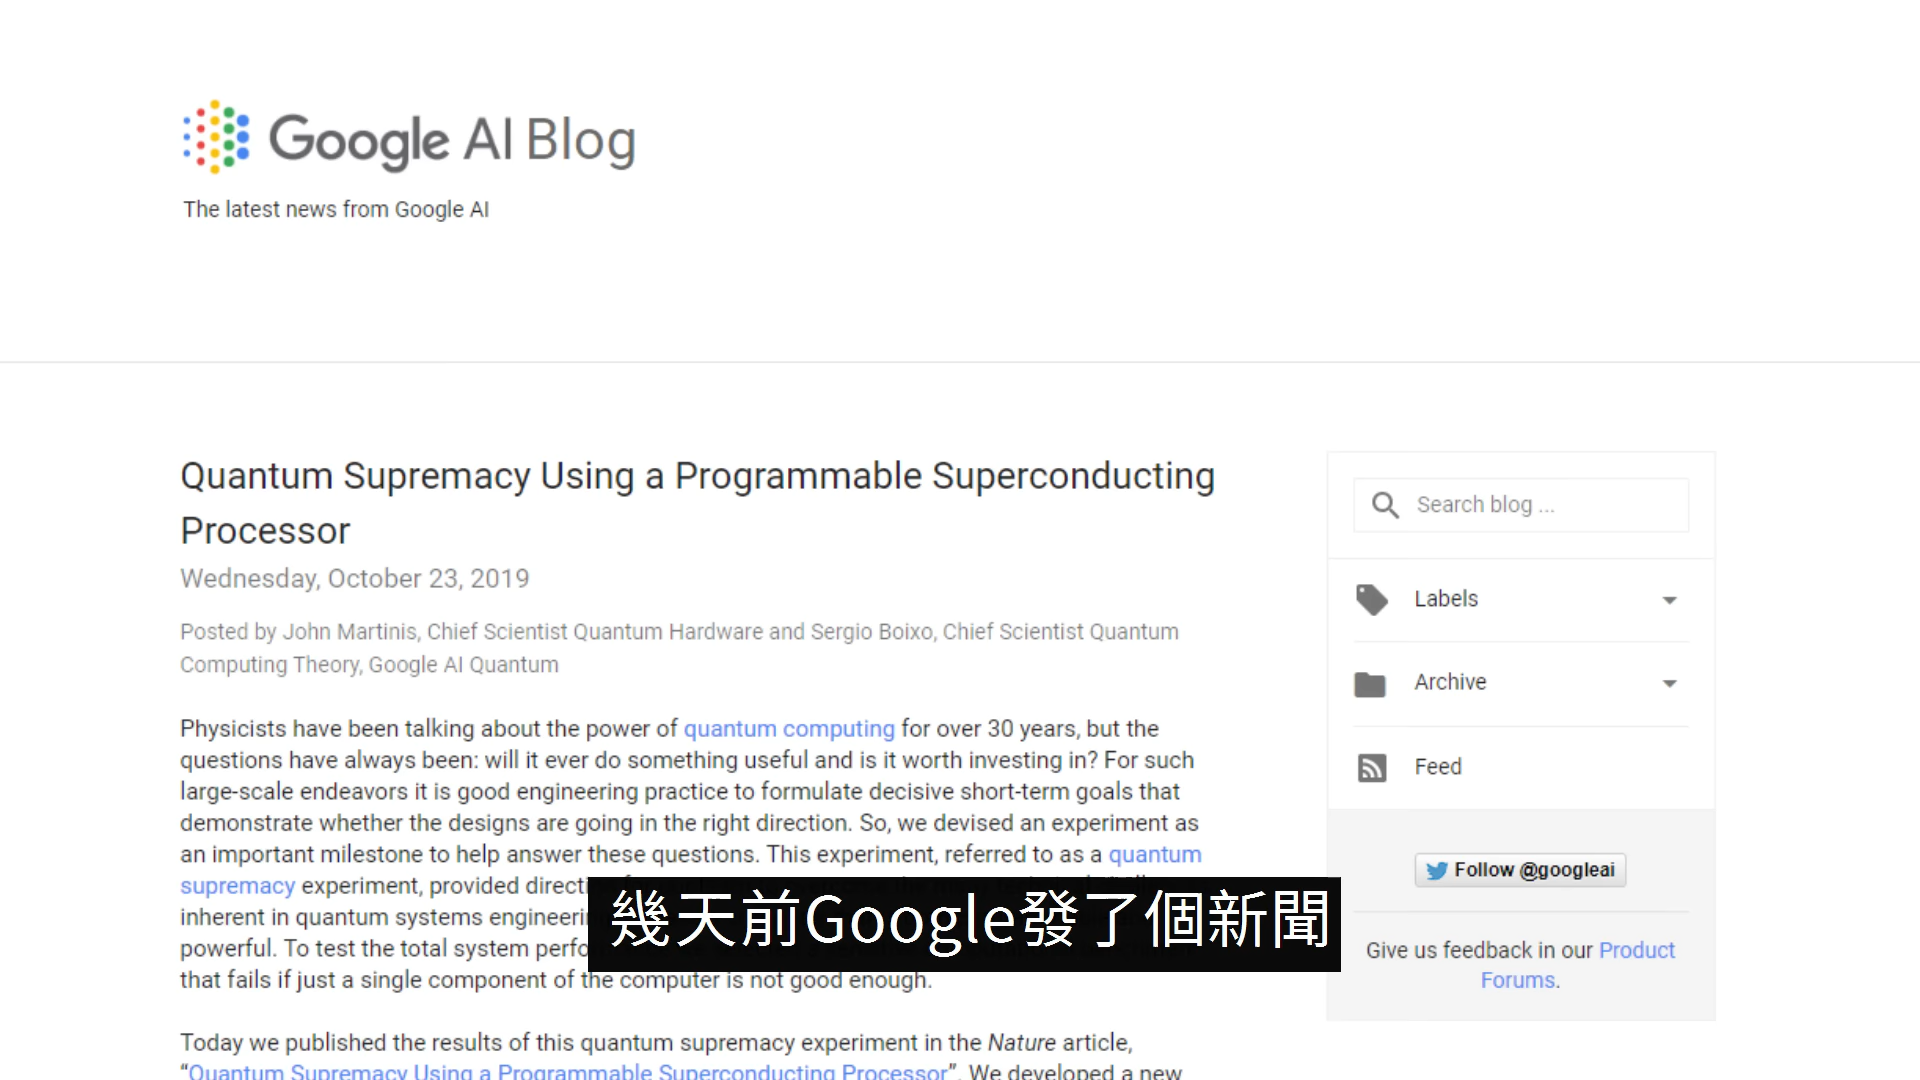 Google AI Blog
The latest news from Google AI
Quantum Supremacy Using a Programmable Superconducting
Processor
Wednesday, October 23, 2019
Posted by John Martinis, Chief Scientist Quantum Hardware and Sergio Boixo, Chief Scientist Quantum
Computing Theory, Google AI Quantum
Physicists have been talking about the power of quantum computing for over 30 years, but the
questions have always been: will it ever do something useful and is it worth investing in? For such
large-scale endeavors it is good engineering practice to formulate decisive short-term goals that
demonstrate whether the designs are going in the right direction. So, we devised an experiment as
an important milestone to help answer these questions. This experiment, referred to as a quantum
supremacy experiment, provided
inherent in quantum systems
powerful. To test the total system
that fails if just a single component of the computer is not good enough.
Today we published the results of this quantum supremacy experiment in the Nature article,
“Quantum Supremacy Using a Programmable Superconducting Processor”. We developed a new
Search blog ...
Labels
Archive
Feed
Follow @googleai
Give us feedback in our Product
Forums.
幾天前Google發了個新聞